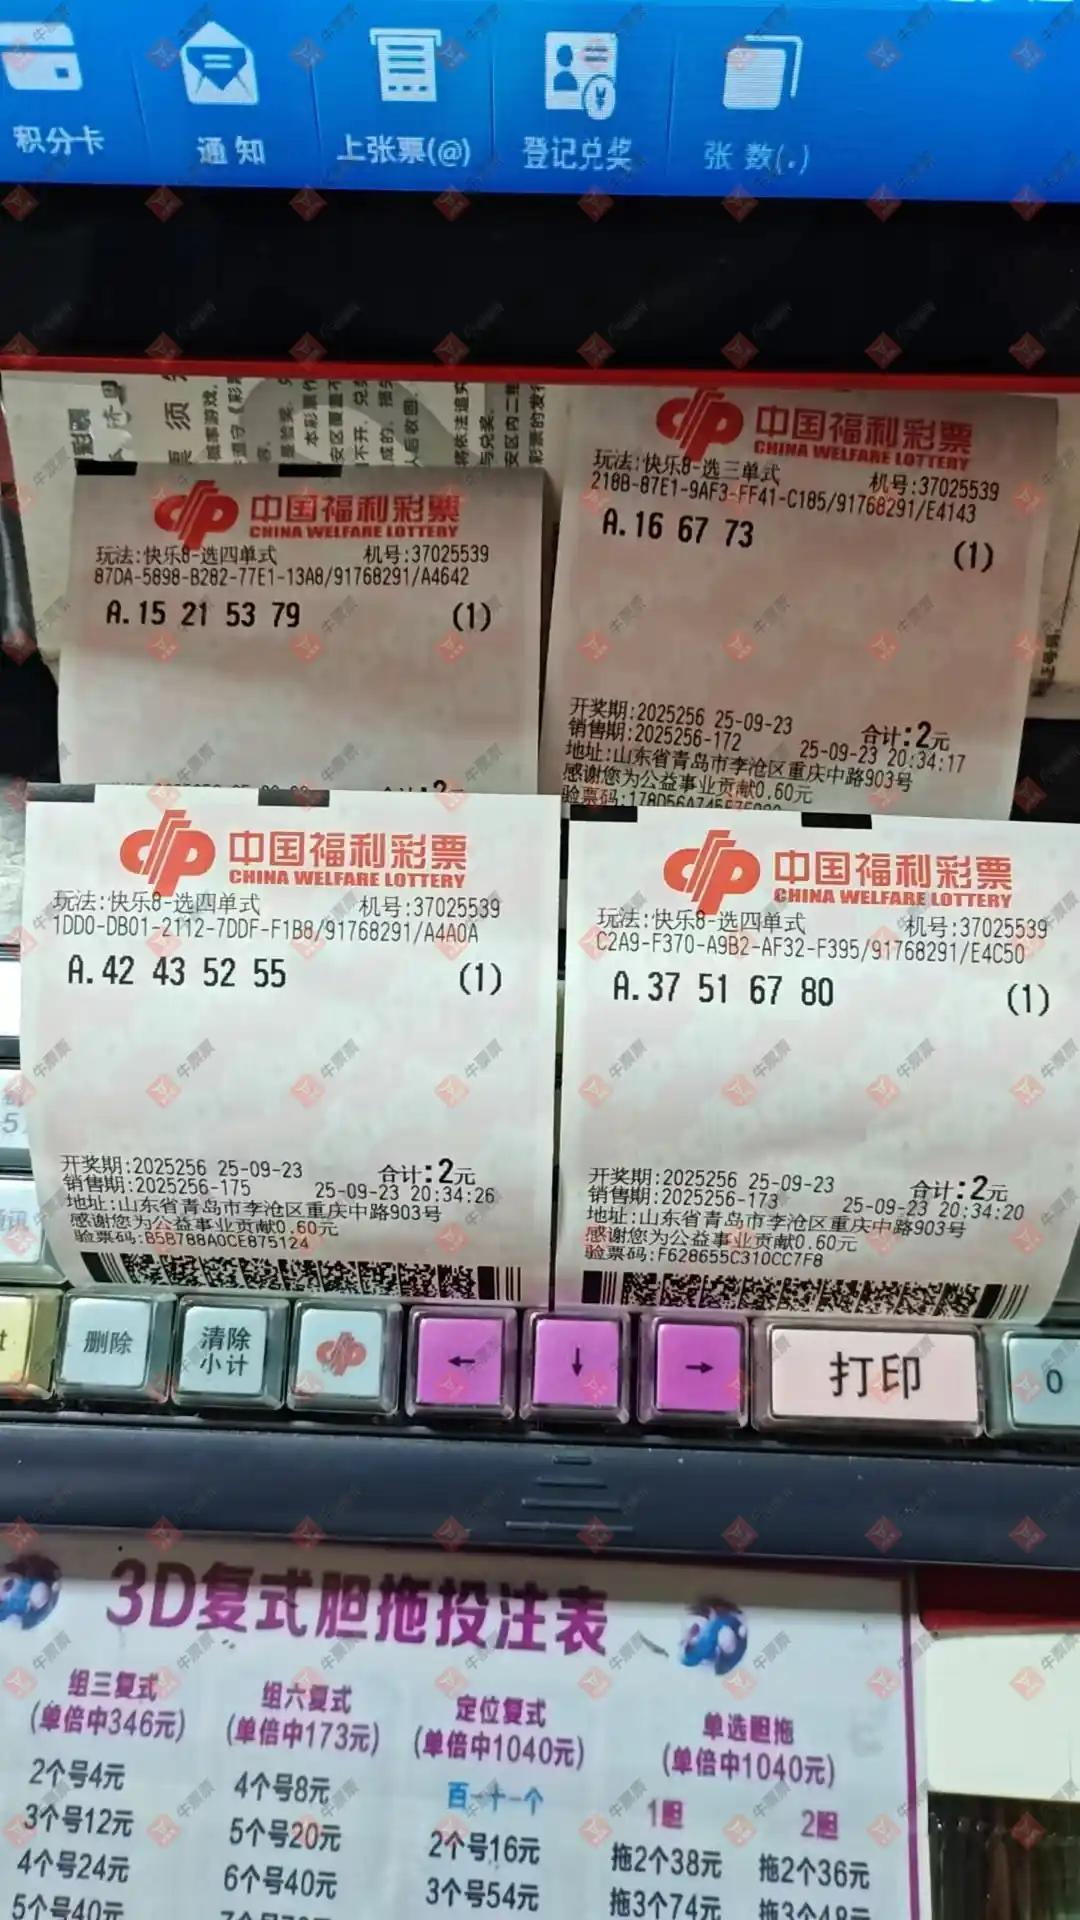 积分卡
通知
上张票(@)
登记兑奖
张数(.)
中国福利彩票
CHINA WELFARE LOTTERY
玩法:快乐8-选三单式 机号:37025539
218B-87E1-9AF3-FF41-C185/91768291/E4143
A.16 67 73
(1)
开奖期:2025256 25-09-23 合计:2元
销售期:2025256-172 25-09-23 20:34:17
地址:山东省青岛市李沧区重庆中路903号
感谢您为公益事业贡献0.60元
中国福利彩票
CHINA WELFARE LOTTERY
玩法:快乐8-选四单式 机号:37025539
87DA-5898-B282-77E1-13A8/91768291/A4642
A.15 21 53 79 (1)
中国福利彩票
CHINA WELFARE LOTTERY
玩法:快乐8-选四单式 机号:37025539
1DD0-DB01-2112-7DDF-F1B8/91768291/A4A0A
A.42 43 52 55 (1)
开奖期:2025256 25-09-23 合计:2元
销售期:2025256-175 25-09-23 20:34:26
地址:山东省青岛市李沧区重庆中路903号
感谢您为公益事业贡献0.60元
验票码:B5B788A0CE875124
中国福利彩票
CHINA WELFARE LOTTERY
玩法:快乐8-选四单式 机号:37025539
C2A9-F370-A9B2-AF32-F395/91768291/E4C50
A.37 51 67 80 (1)
开奖期:2025256 25-09-23 合计:2元
销售期:2025256-173 25-09-23 20:34:20
地址:山东省青岛市李沧区重庆中路903号
感谢您为公益事业贡献0.60元
验票码:F628655C310CC7F8
删除
清除
小计
← ↓ →
打印
0
3D复式胆拖投注表
组三复式
(单倍中346元)
2个号4元
3个号12元
4个号24元
5个号40元
组六复式
(单倍中173元)
4个号8元
5个号20元
6个号40元
定位复式
(单倍中1040元)
百十个
2个号16元
3个号54元
单选胆拖
(单倍中1040元)
1胆 2胆
拖2个38元 拖2个36元
拖3个74元 拖3个48元
牛票票